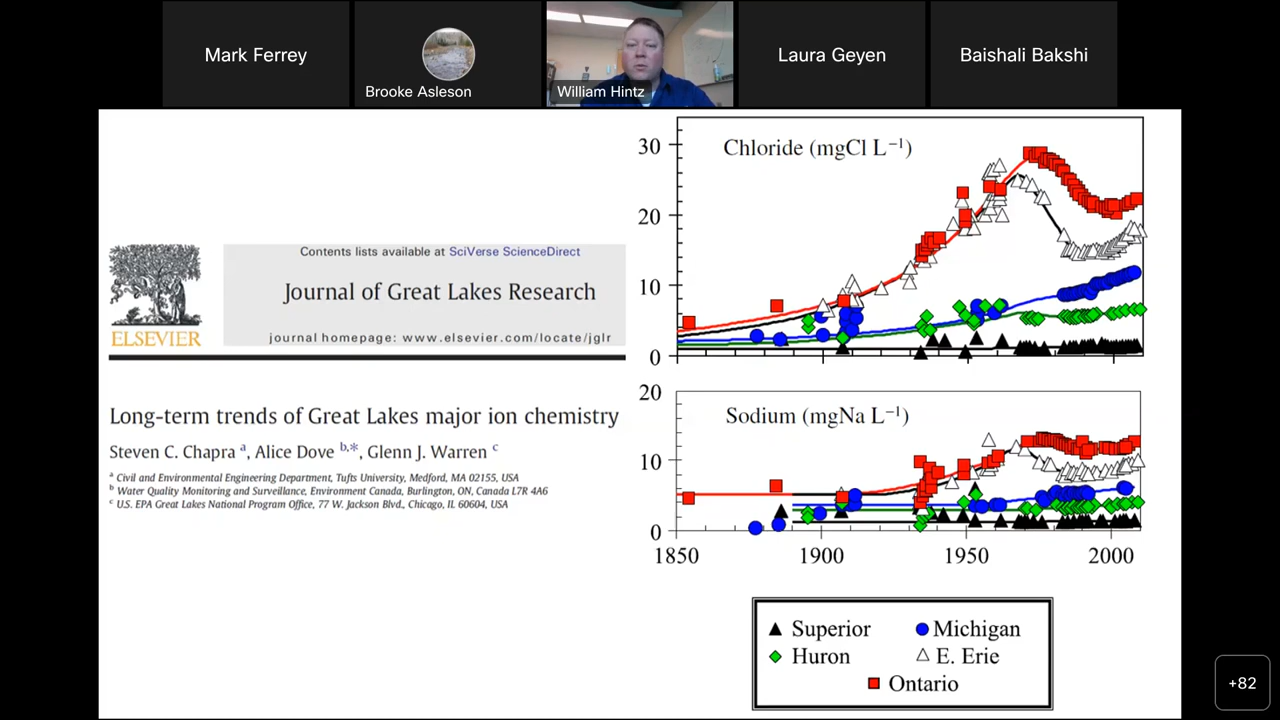 Mark Ferrey
Brooke Asleson
William Hintz
Laura Geyen
Baishali Bakshi
Contents lists available at SciVerse ScienceDirect
Journal of Great Lakes Research
journal homepage: www.elsevier.com/locate/jglr
ELSEVIER
Long-term trends of Great Lakes major ion chemistry
Steven C. Chapra a, Alice Dove b,*, Glenn J. Warren c
a Civil and Environmental Engineering Department, Tufts University, Medford, MA 02155, USA
b Water Quality Monitoring and Surveillance, Environment Canada, Burlington, ON, Canada L7R 4A6
c U.S. EPA Great Lakes National Program Office, 77 W. Jackson Blvd., Chicago, IL 60604, USA
Chloride (mgCl L⁻¹)
30
20
10
0
Sodium (mgNa L⁻¹)
20
10
0
1850 1900 1950 2000
Superior Michigan
Huron E. Erie
Ontario
+82